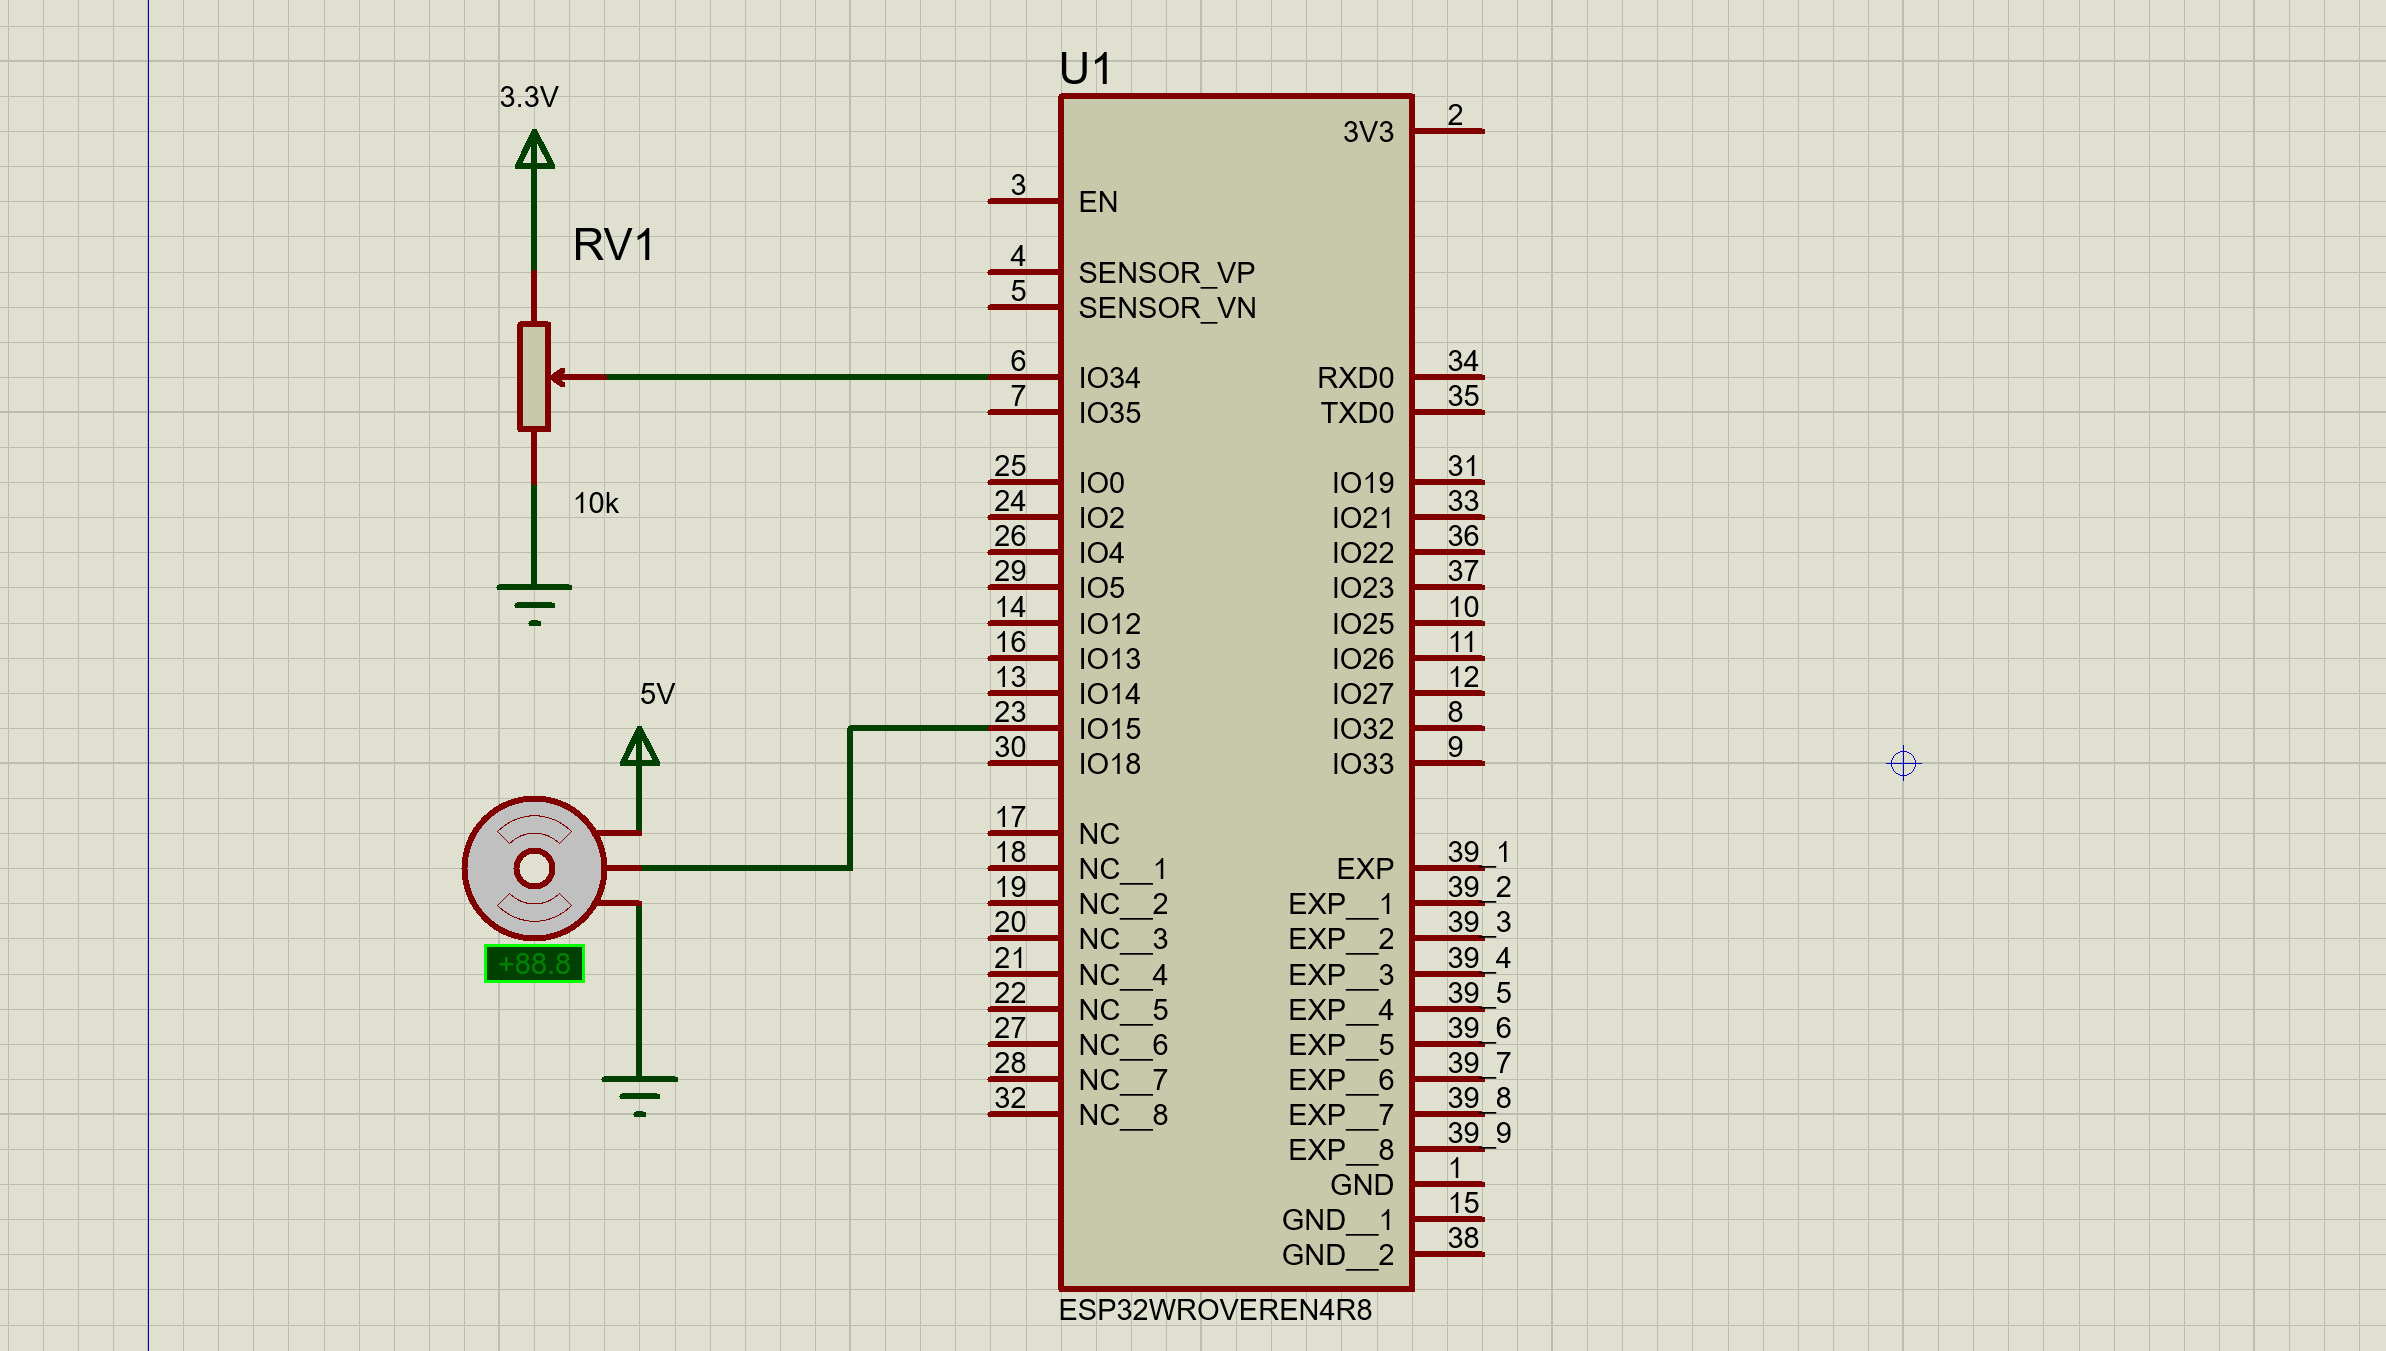 U1
3.3V
3V3 2
3 EN
RV1
4 SENSOR_VP
5 SENSOR_VN
6 IO34 RXD0 34
7 IO35 TXD0 35
10k
25 IO0 IO19 31
24 IO2 IO21 33
26 IO4 IO22 36
29 IO5 IO23 37
14 IO12 IO25 10
16 IO13 IO26 11
13 IO14 IO27 12
5V
23 IO15 IO32 8
30 IO18 IO33 9
17 NC
18 NC__1 EXP 39_1
19 NC__2 EXP__1 39_2
20 NC__3 EXP__2 39_3
+88.8
21 NC__4 EXP__3 39_4
22 NC__5 EXP__4 39_5
27 NC__6 EXP__5 39_6
28 NC__7 EXP__6 39_7
32 NC__8 EXP__7 39_8
EXP__8 39_9
GND 1
GND__1 15
GND__2 38
ESP32WROVEREN4R8